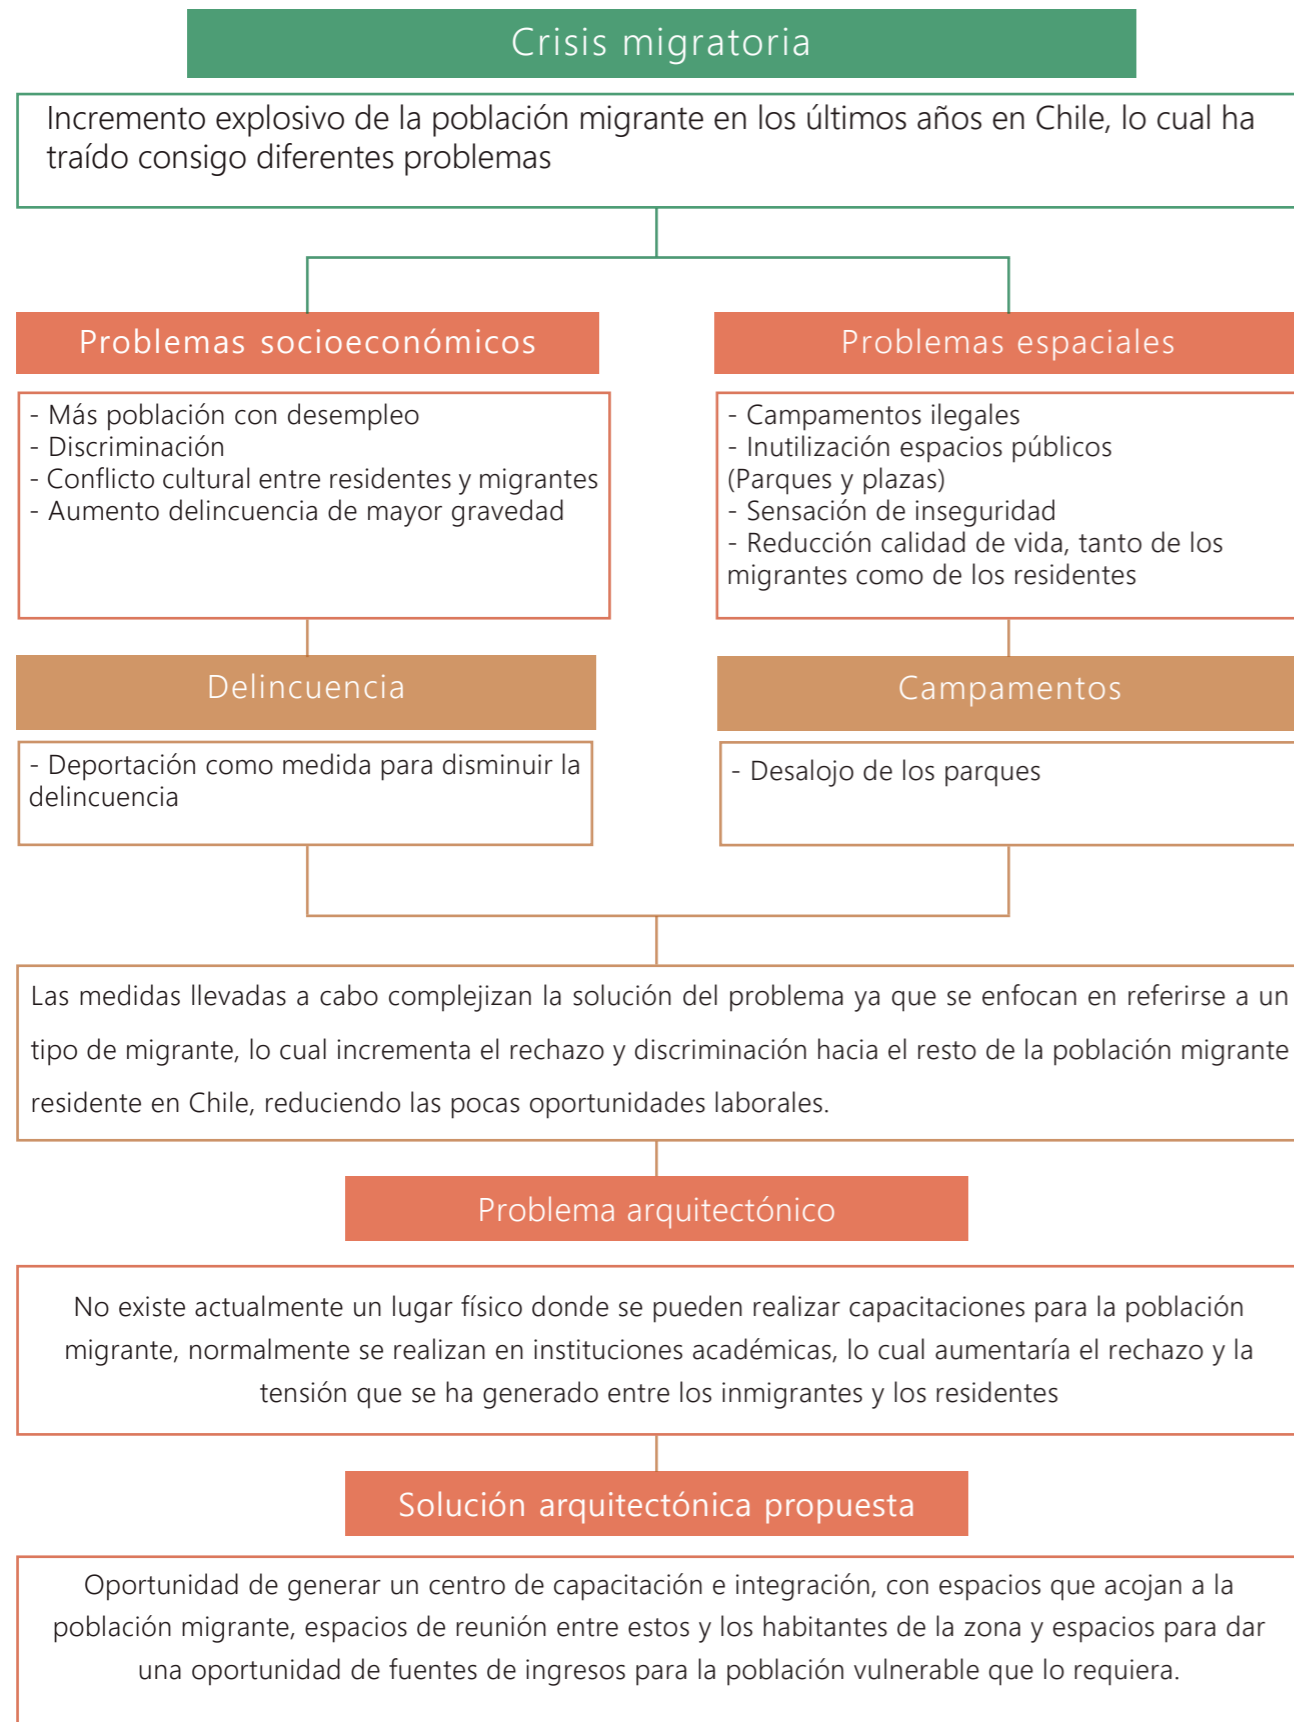 Crisis migratoria
Incremento explosivo de la población migrante en los últimos años en Chile, lo cual ha
traído consigo diferentes problemas
Problemas socioeconómicos
- Más población con desempleo
- Discriminación
- Conflicto cultural entre residentes y migrantes
- Aumento delincuencia de mayor gravedad
Problemas espaciales
- Campamentos ilegales
- Inutilización espacios públicos
(Parques y plazas)
- Sensación de inseguridad
- Reducción calidad de vida, tanto de los
migrantes como de los residentes
Delincuencia
- Deportación como medida para disminuir la
delincuencia
Campamentos
- Desalojo de los parques
Las medidas llevadas a cabo complejizan la solución del problema ya que se enfocan en referirse a un
tipo de migrante, lo cual incrementa el rechazo y discriminación hacia el resto de la población migrante
residente en Chile, reduciendo las pocas oportunidades laborales.
Problema arquitectónico
No existe actualmente un lugar físico donde se pueden realizar capacitaciones para la población
migrante, normalmente se realizan en instituciones académicas, lo cual aumentaría el rechazo y la
tensión que se ha generado entre los inmigrantes y los residentes
Solución arquitectónica propuesta
Oportunidad de generar un centro de capacitación e integración, con espacios que acojan a la
población migrante, espacios de reunión entre estos y los habitantes de la zona y espacios para dar
una oportunidad de fuentes de ingresos para la población vulnerable que lo requiera.